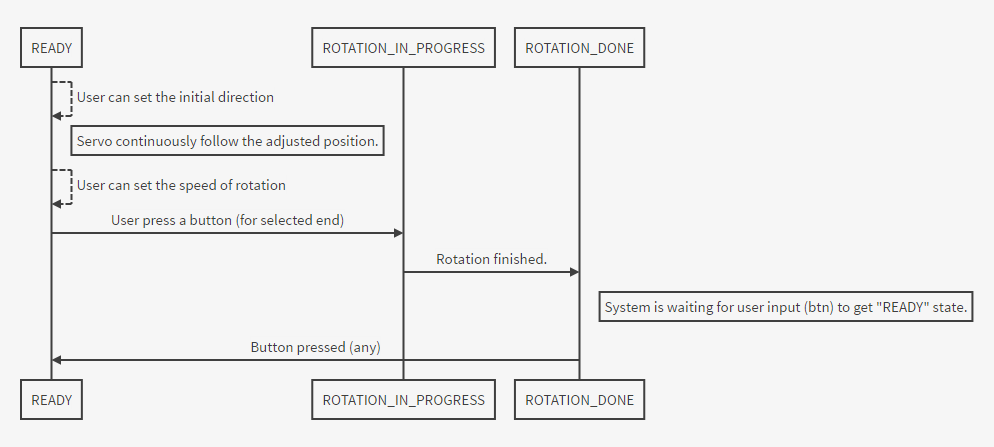 READY
ROTATION_IN_PROGRESS
ROTATION_DONE
User can set the initial direction
Servo continuously follow the adjusted position.
User can set the speed of rotation
User press a button (for selected end)
Rotation finished.
System is waiting for user input (btn) to get "READY" state.
Button pressed (any)
READY
ROTATION_IN_PROGRESS
ROTATION_DONE